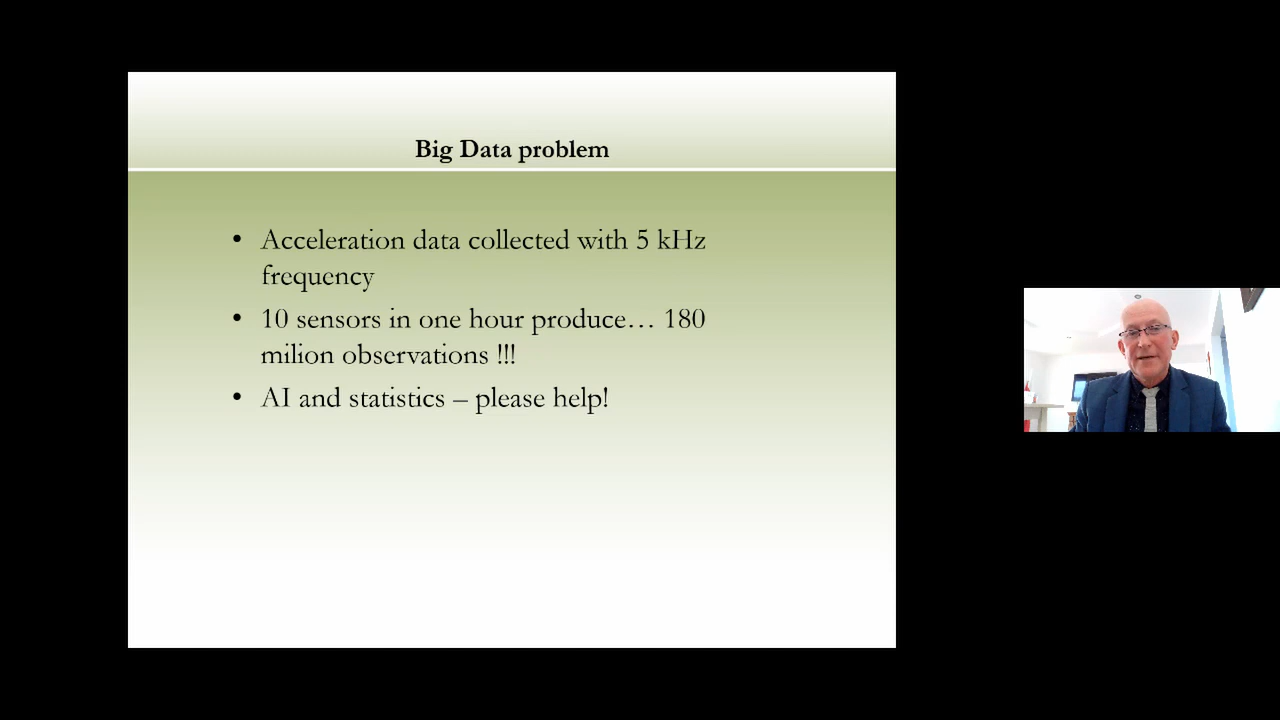 Big Data problem
• Acceleration data collected with 5 kHz
frequency
• 10 sensors in one hour produce… 180
milion observations !!!
• AI and statistics – please help!